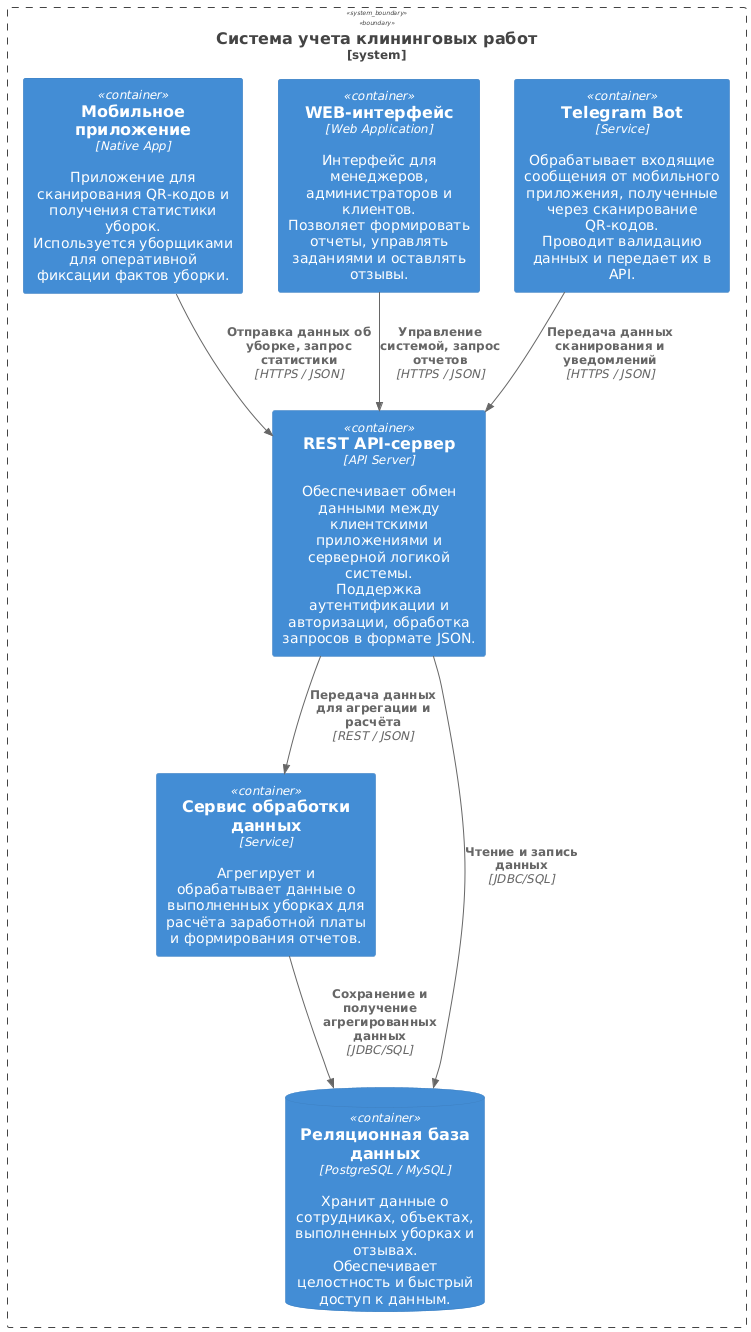 «system_boundary»
«boundary»
Система учета клининговых работ
[system]
«container»
Мобильное
приложение
[Native App]
Приложение для
сканирования QR-кодов и
получения статистики
уборок.
Используется уборщиками
для оперативной
фиксации фактов уборки.
«container»
WEB-интерфейс
[Web Application]
Интерфейс для
менеджеров,
администраторов и
клиентов.
Позволяет формировать
отчеты, управлять
заданиями и оставлять
отзывы.
«container»
Telegram Bot
[Service]
Обрабатывает входящие
сообщения от мобильного
приложения, полученные
через сканирование
QR-кодов.
Проводит валидацию
данных и передает их в
API.
Отправка данных об
уборке, запрос
статистики
[HTTPS / JSON]
Управление
системой, запрос
отчетов
[HTTPS / JSON]
Передача данных
сканирования и
уведомлений
[HTTPS / JSON]
«container»
REST API-сервер
[API Server]
Обеспечивает обмен
данными между
клиентскими
приложениями и
серверной логикой
системы.
Поддержка
аутентификации и
авторизации, обработка
запросов в формате JSON.
Передача данных
для агрегации и
расчёта
[REST / JSON]
«container»
Сервис обработки
данных
[Service]
Агрегирует и
обрабатывает данные о
выполненных уборках для
расчёта заработной платы
и формирования отчетов.
Чтение и запись
данных
[JDBC/SQL]
Сохранение и
получение
агрегированных
данных
[JDBC/SQL]
«container»
Реляционная база
данных
[PostgreSQL / MySQL]
Хранит данные о
сотрудниках, объектах,
выполненных уборках и
отзывах.
Обеспечивает
целостность и быстрый
доступ к данным.